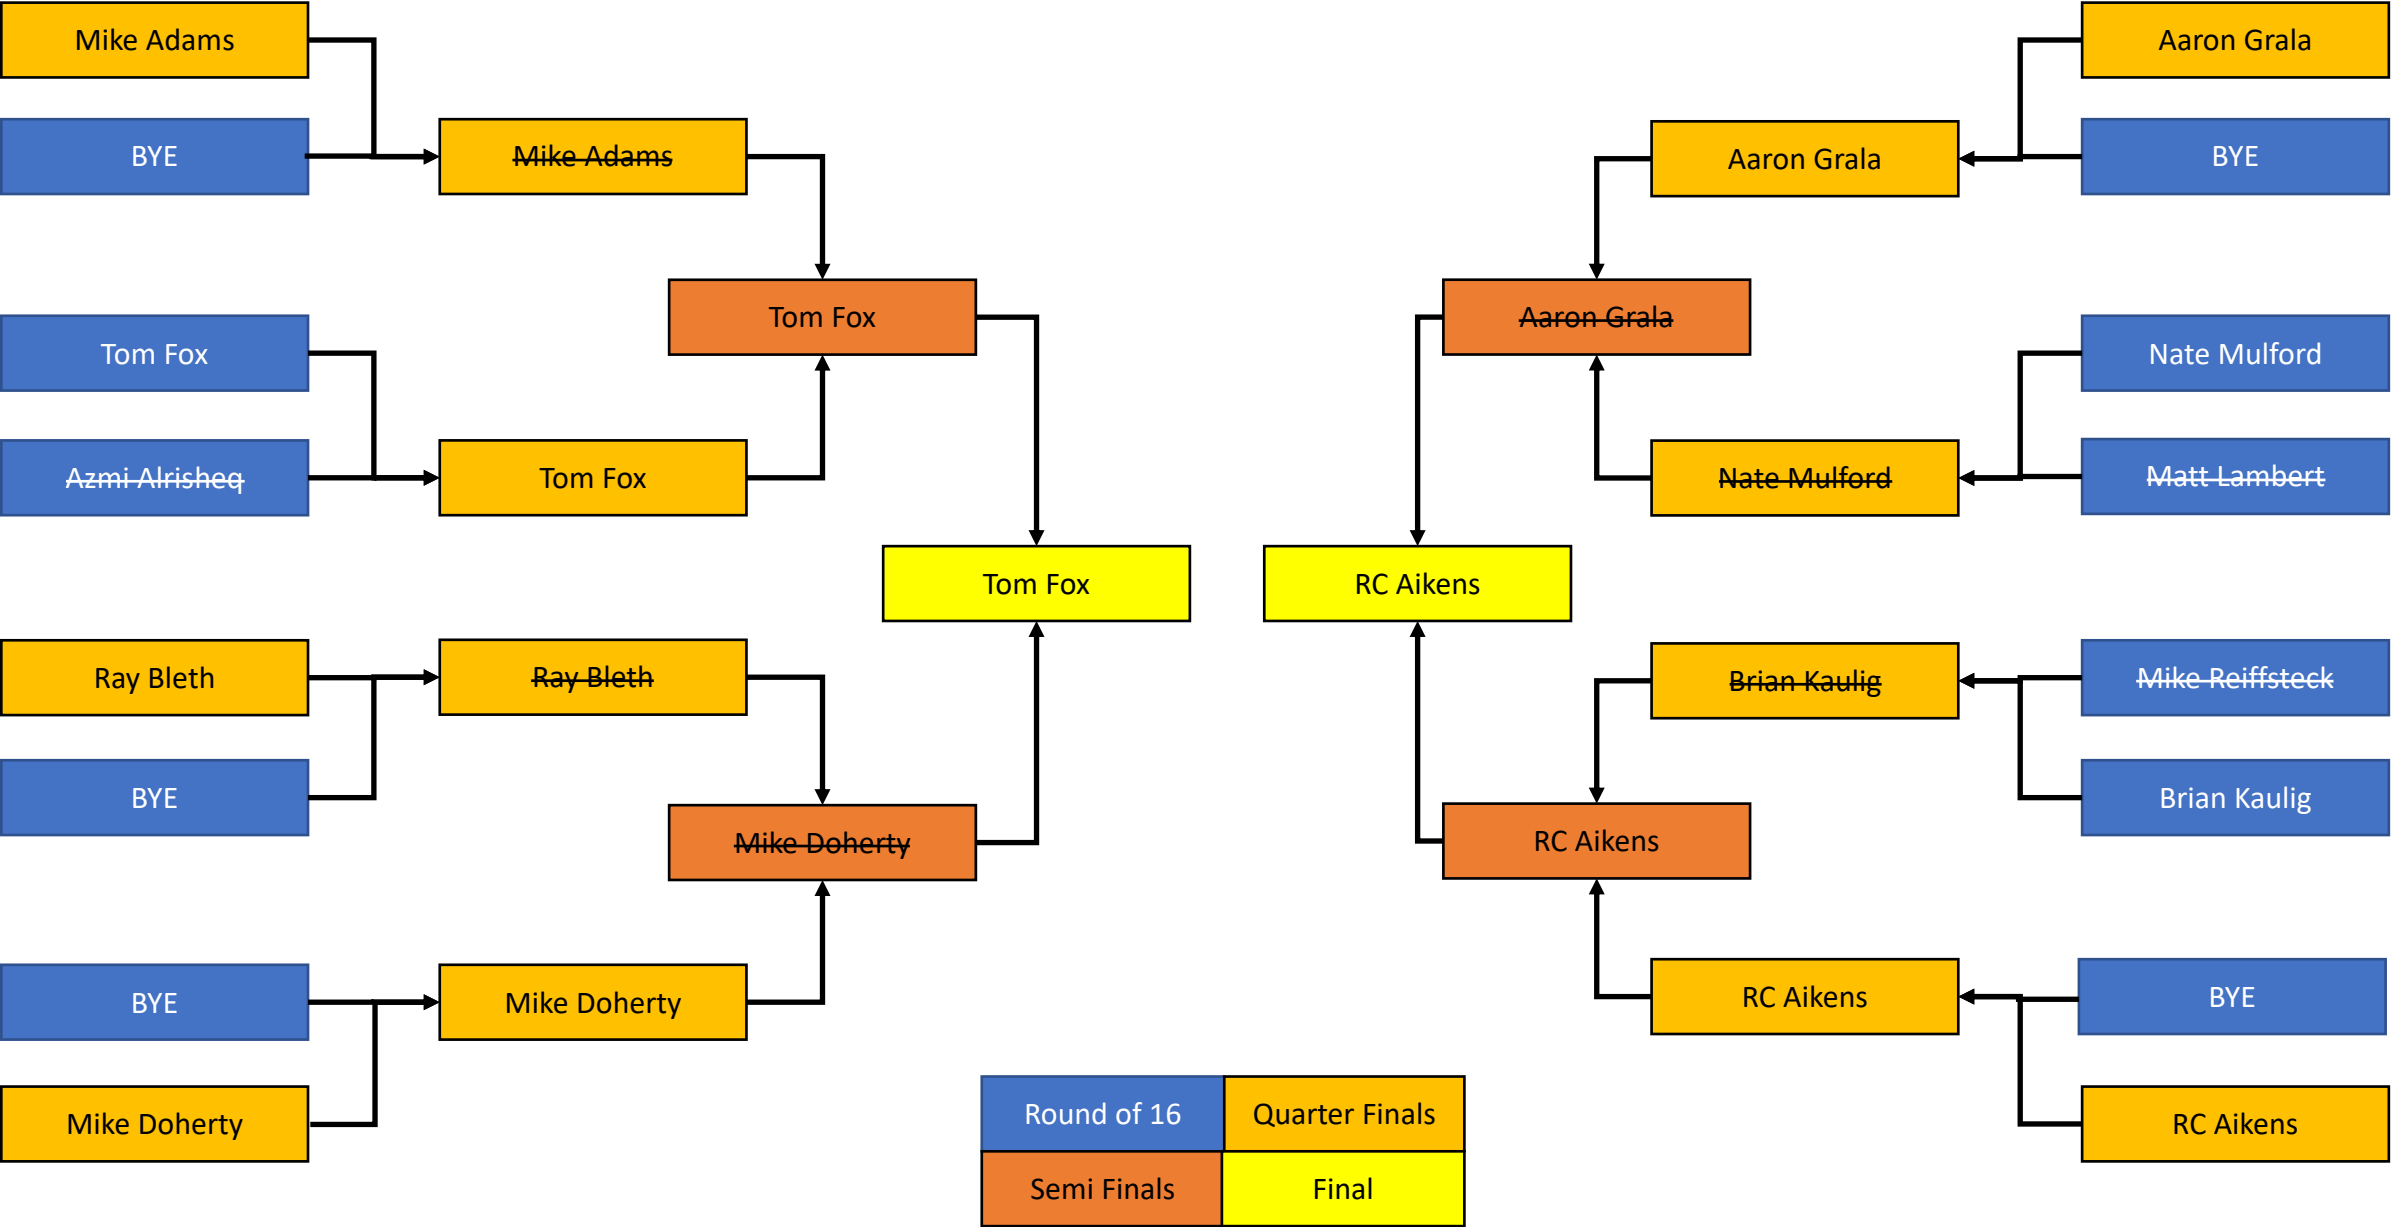 Mike Adams
BYE
Tom Fox
Azmi Alrisheq
Ray Bleth
BYE
BYE
Mike Doherty
Mike Adams
Tom Fox
Ray Bleth
Mike Doherty
Tom Fox
Mike Doherty
Tom Fox
RC Aikens
Aaron Grala
RC Aikens
Aaron Grala
Nate Mulford
Brian Kaulig
RC Aikens
Aaron Grala
BYE
Nate Mulford
Matt Lambert
Mike Reiffsteck
Brian Kaulig
BYE
RC Aikens
Round of 16
Quarter Finals
Semi Finals
Final